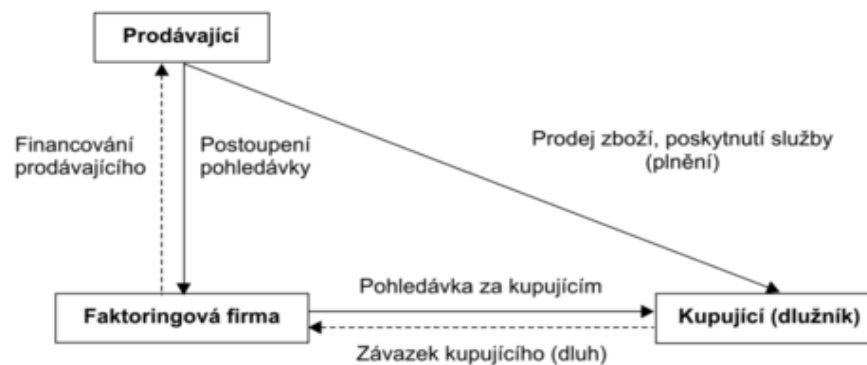 Prodávající
Financování
prodávajícího
Postoupení
pohledávky
Prodej zboží, poskytnutí služby
(plnění)
Pohledávka za kupujícím
Faktoringová firma
Kupující (dlužník)
Závazek kupujícího (dluh)